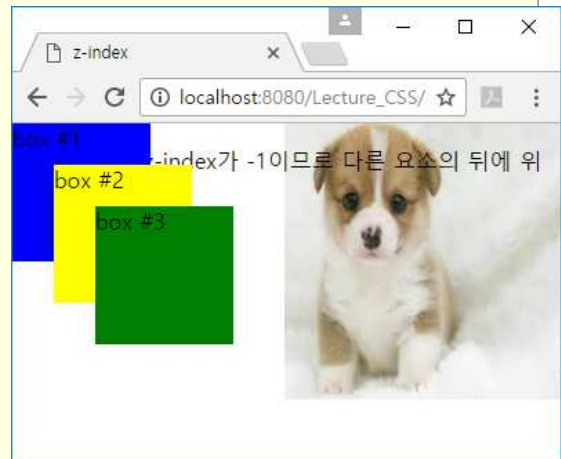 z-index
localhost:8080/Lecture_CSS/
box #1
z-index가 -1이므로 다른 요소의 뒤에 위
box #2
box #3